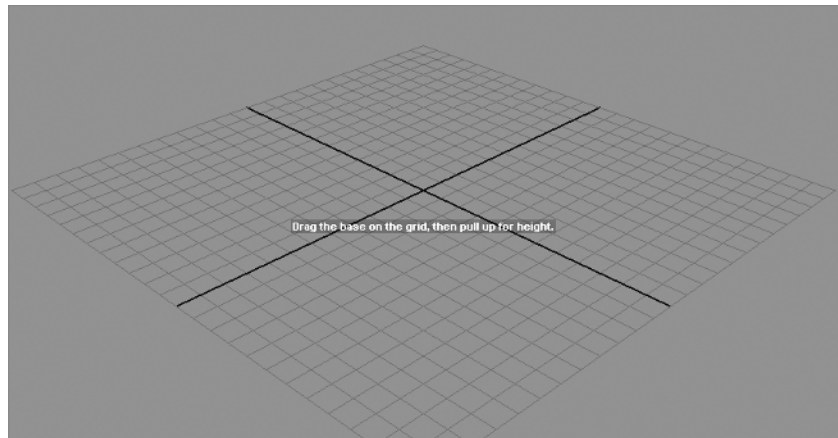 Drag the base on the grid, then pull up for height.